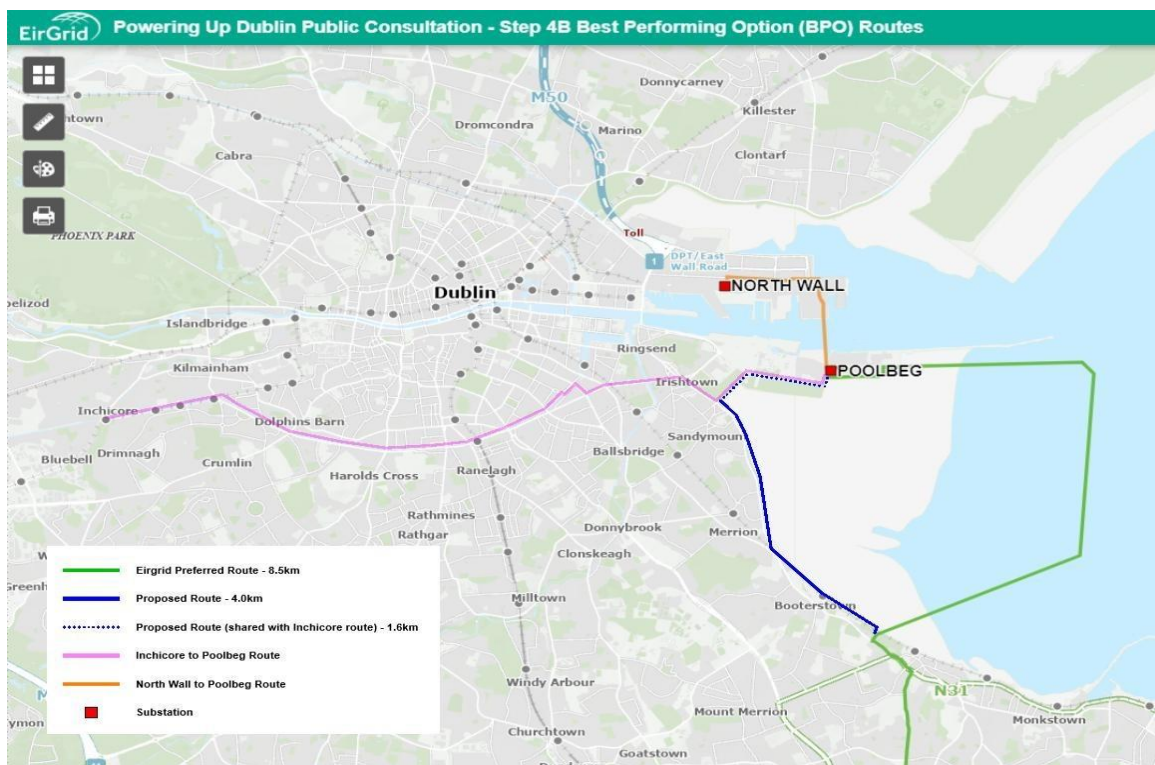 EirGrid
Powering Up Dublin Public Consultation - Step 4B Best Performing Option (BPO) Routes
Donnycarney
M50
Killester
htown
Dromcondra
Marino
Cabra
Clontarf
PHOENIX PARK
Toll
1
DPT/East
Wall Road
NORTH WALL
Dublin
Islandbridge
Ringsend
Kilmainham
POOLBEG
Irishtown
Inchicore
Dolphins Barn
Sandymoun
Bluebell
Drimnagh
Crumlin
Ballsbridge
Harolds Cross
Ranelagh
Rathmines
Donnybrook
Merrion
Rathgar
Clonskeagh
W
Greenh
Eirgrid Preferred Route - 8.5km
Proposed Route - 4.0km
Milltown
Booterstown
Proposed Route (shared with Inchicore route) - 1.6km
Inchicore to Poolbeg Route
North Wall to Poolbeg Route
Windy Arbour
N31
Substation
Mount Merrion
Monkstown
Churchtown
Goatstown